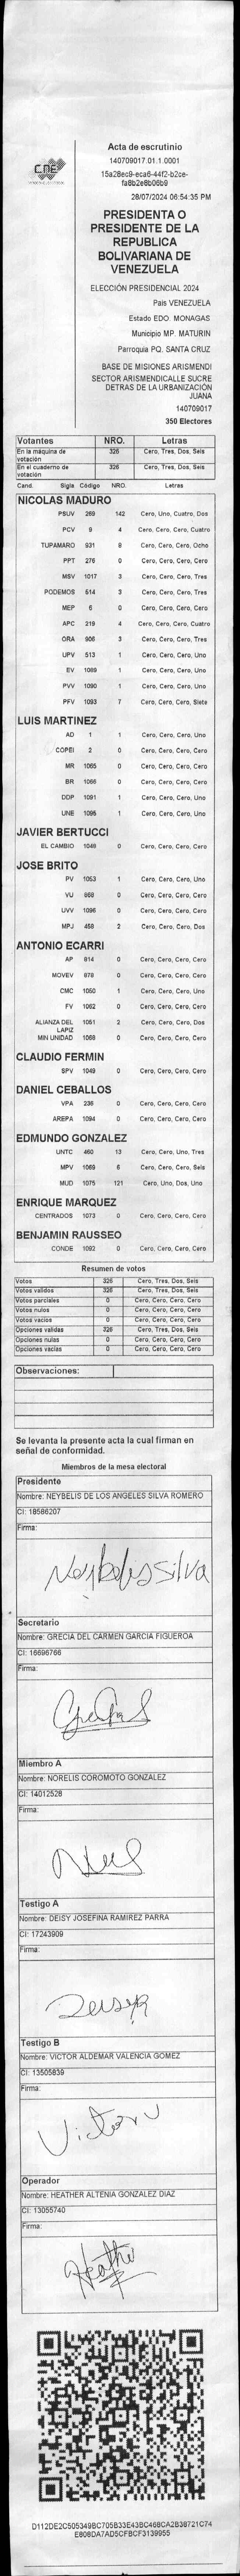 CNE
Acta de escrutinio
140709017.01.1.0001
15a28ec9-eca6-44f2-b2ce-
fa8b2e8b06b9
28/07/2024 06:54:35 PM
PRESIDENTA O
PRESIDENTE DE LA
REPUBLICA
BOLIVARIANA DE
VENEZUELA
ELECCIÓN PRESIDENCIAL 2024
País VENEZUELA
Estado EDO. MONAGAS
Municipio MP. MATURIN
Parroquia PQ. SANTA CRUZ
BASE DE MISIONES ARISMENDI
SECTOR ARISMENDICALLE SUCRE
DETRAS DE LA URBANIZACIÓN
JUANA
140709017
350 Electores
Votantes NRO. Letras
En la máquina de votación 326 Cero, Tres, Dos, Seis
En el cuaderno de votación 326 Cero, Tres, Dos, Seis
Cand. Sigla Código NRO. Letras
NICOLAS MADURO
PSUV 269 142 Cero, Uno, Cuatro, Dos
PCV 9 4 Cero, Cero, Cero, Cuatro
TUPAMARO 931 8 Cero, Cero, Cero, Ocho
PPT 276 0 Cero, Cero, Cero, Cero
MSV 1017 3 Cero, Cero, Cero, Tres
PODEMOS 514 3 Cero, Cero, Cero, Tres
MEP 6 0 Cero, Cero, Cero, Cero
APC 219 4 Cero, Cero, Cero, Cuatro
ORA 906 3 Cero, Cero, Cero, Tres
UPV 513 1 Cero, Cero, Cero, Uno
EV 1089 1 Cero, Cero, Cero, Uno
PVV 1090 1 Cero, Cero, Cero, Uno
PFV 1093 7 Cero, Cero, Cero, Siete
LUIS MARTINEZ
AD 1 1 Cero, Cero, Cero, Uno
COPEI 2 0 Cero, Cero, Cero, Cero
MR 1065 0 Cero, Cero, Cero, Cero
BR 1066 0 Cero, Cero, Cero, Cero
DDP 1091 1 Cero, Cero, Cero, Uno
UNE 1095 1 Cero, Cero, Cero, Uno
JAVIER BERTUCCI
EL CAMBIO 1048 0 Cero, Cero, Cero, Cero
JOSE BRITO
PV 1053 1 Cero, Cero, Cero, Uno
VU 868 0 Cero, Cero, Cero, Cero
UVV 1096 0 Cero, Cero, Cero, Cero
MPJ 458 2 Cero, Cero, Cero, Dos
ANTONIO ECARRI
AP 814 0 Cero, Cero, Cero, Cero
MOVEV 878 0 Cero, Cero, Cero, Cero
CMC 1050 1 Cero, Cero, Cero, Uno
FV 1062 0 Cero, Cero, Cero, Cero
ALIANZA DEL LAPIZ 1051 2 Cero, Cero, Cero, Dos
MIN UNIDAD 1068 0 Cero, Cero, Cero, Cero
CLAUDIO FERMIN
SPV 1049 0 Cero, Cero, Cero, Cero
DANIEL CEBALLOS
VPA 236 0 Cero, Cero, Cero, Cero
AREPA 1094 0 Cero, Cero, Cero, Cero
EDMUNDO GONZALEZ
UNTC 460 13 Cero, Cero, Uno, Tres
MPV 1069 6 Cero, Cero, Cero, Seis
MUD 1075 121 Cero, Uno, Dos, Uno
ENRIQUE MARQUEZ
CENTRADOS 1073 0 Cero, Cero, Cero, Cero
BENJAMIN RAUSSEO
CONDE 1092 0 Cero, Cero, Cero, Cero
Resumen de votos
Votos 326 Cero, Tres, Dos, Seis
Votos validos 326 Cero, Tres, Dos, Seis
Votos parciales 0 Cero, Cero, Cero, Cero
Votos nulos 0 Cero, Cero, Cero, Cero
Votos vacios 0 Cero, Cero, Cero, Cero
Opciones validas 326 Cero, Tres, Dos, Seis
Opciones nulas 0 Cero, Cero, Cero, Cero
Opciones vacías 0 Cero, Cero, Cero, Cero
Observaciones:
Se levanta la presente acta la cual firman en
señal de conformidad.
Miembros de la mesa electoral
Presidente
Nombre: NEYBELIS DE LOS ANGELES SILVA ROMERO
CI: 18586207
Firma:
Neybelis Silva
Secretario
Nombre: GRECIA DEL CARMEN GARCIA FIGUEROA
CI: 16696766
Firma:
Miembro A
Nombre: NORELIS COROMOTO GONZALEZ
CI: 14012528
Firma:
Testigo A
Nombre: DEISY JOSEFINA RAMIREZ PARRA
CI: 17243909
Firma:
Testigo B
Nombre: VICTOR ALDEMAR VALENCIA GOMEZ
CI: 13505839
Firma:
Victor V
Operador
Nombre: HEATHER ALTENIA GONZALEZ DIAZ
CI: 13055740
Firma:
Heather
D112DE2C505349BC705B33E43BC468CA2B38721C74
E808DA7AD5CFBCF3139955